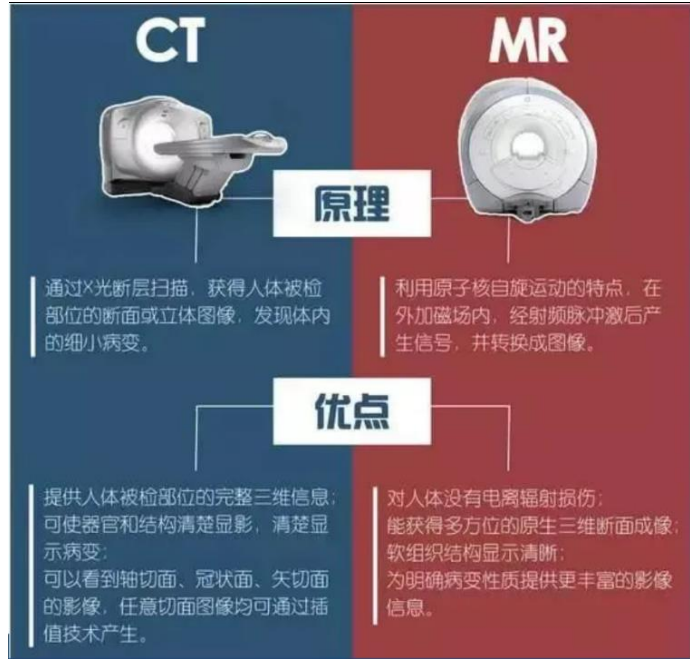 CT
MR
原理
通过X光断层扫描，获得人体被检
部位的断面或立体图像，发现体内
的细小病变。
利用原子核自旋运动的特点，在
外加磁场内，经射频脉冲激后产
生信号，并转换成图像。
优点
提供人体被检部位的完整三维信息；
可使器官和结构清楚显影，清楚显
示病变；
可以看到轴切面、冠状面、矢切面
的影像，任意切面图像均可通过插
值技术产生。
对人体没有电离辐射损伤；
能获得多方位的原生三维断面成像；
软组织结构显示清晰；
为明确病变性质提供更丰富的影像
信息。